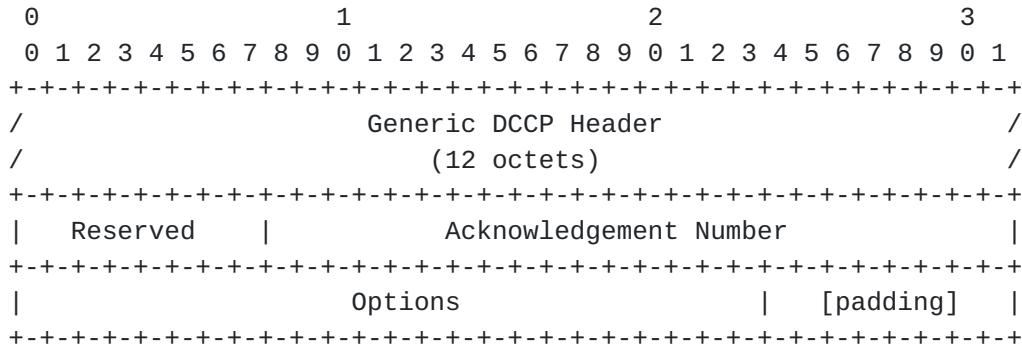 0                   1                   2                   3
 0 1 2 3 4 5 6 7 8 9 0 1 2 3 4 5 6 7 8 9 0 1 2 3 4 5 6 7 8 9 0 1
+-+-+-+-+-+-+-+-+-+-+-+-+-+-+-+-+-+-+-+-+-+-+-+-+-+-+-+-+-+-+-+-+
/                      Generic DCCP Header                      /
/                          (12 octets)                          /
+-+-+-+-+-+-+-+-+-+-+-+-+-+-+-+-+-+-+-+-+-+-+-+-+-+-+-+-+-+-+-+-+
|   Reserved    |           Acknowledgement Number              |
+-+-+-+-+-+-+-+-+-+-+-+-+-+-+-+-+-+-+-+-+-+-+-+-+-+-+-+-+-+-+-+-+
|                     Options                   |   [padding]   |
+-+-+-+-+-+-+-+-+-+-+-+-+-+-+-+-+-+-+-+-+-+-+-+-+-+-+-+-+-+-+-+-+